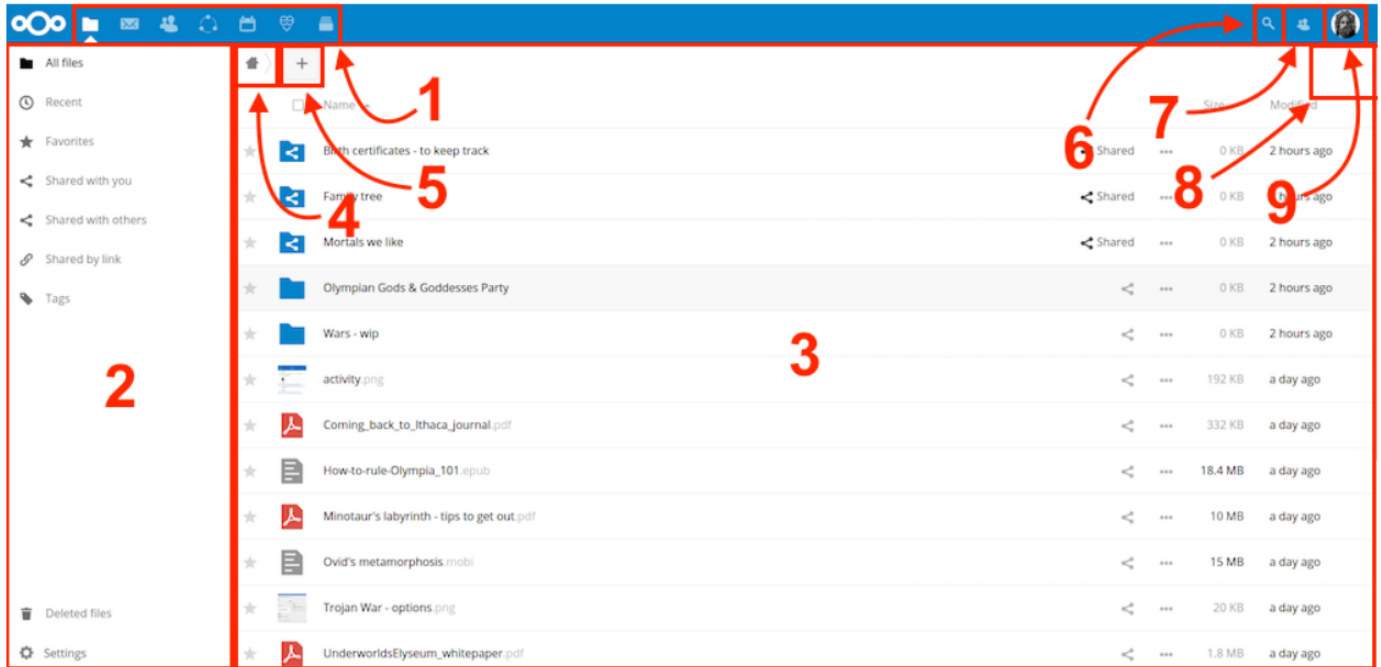 All files
Recent
Favorites
Shared with you
Shared with others
Shared by link
Tags
Deleted files
Settings
+
Name Size Modified
Birth certificates - to keep track Shared ••• 0 KB 2 hours ago
Family tree Shared ••• 0 KB hours ago
Mortals we like Shared ••• 0 KB 2 hours ago
Olympian Gods & Goddesses Party ••• 0 KB 2 hours ago
Wars - wip ••• 0 KB 2 hours ago
activity.png ••• 192 KB a day ago
Coming_back_to_Ithaca_journal.pdf ••• 332 KB a day ago
How-to-rule-Olympia_101.epub ••• 18.4 MB a day ago
Minotaur's labyrinth - tips to get out.pdf ••• 10 MB a day ago
Ovid's metamorphosis.mobi ••• 15 MB a day ago
Trojan War - options.png ••• 20 KB a day ago
UnderworldsElyseum_whitepaper.pdf ••• 1.8 MB a day ago
1
2
3
4
5
6
7
8
9